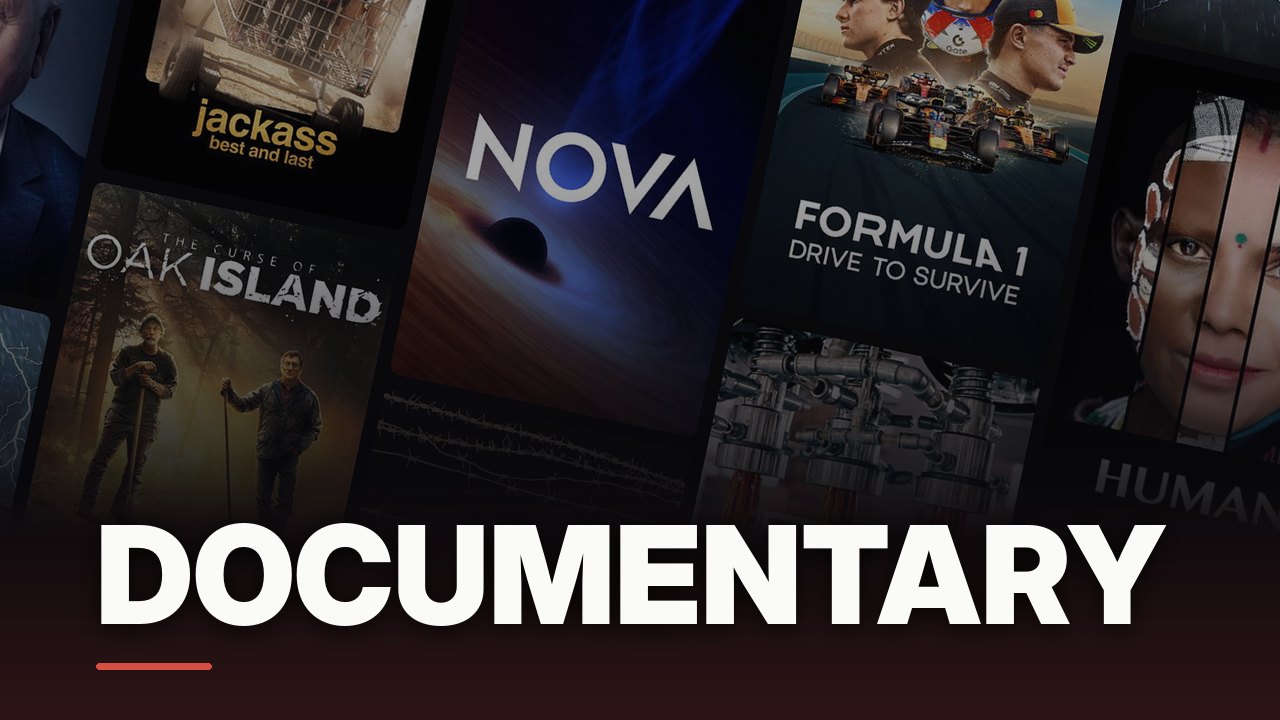 jackass
best and last
NOVA
FORMULA 1
DRIVE TO SURVIVE
THE CURSE OF
OAK ISLAND
HUMAN
DOCUMENTARY